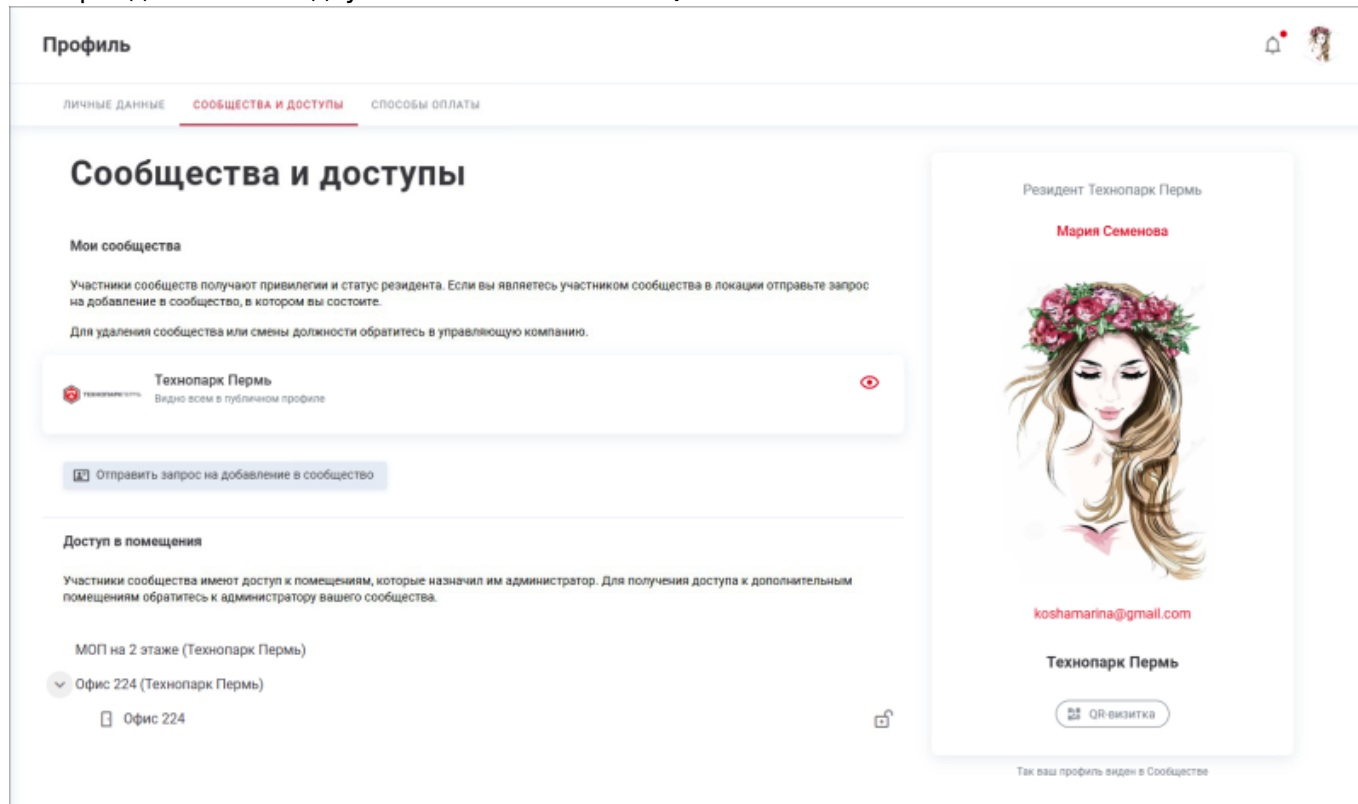 Профиль
ЛИЧНЫЕ ДАННЫЕ СООБЩЕСТВА И ДОСТУПЫ СПОСОБЫ ОПЛАТЫ
Сообщества и доступы
Мои сообщества
Участники сообществ получают привилегии и статус резидента. Если вы являетесь участником сообщества в локации отправьте запрос
на добавление в сообщество, в котором вы состоите.
Для удаления сообщества или смены должности обратитесь в управляющую компанию.
ТЕХНОПАРК ПЕРМЬ
Технопарк Пермь
Видно всем в публичном профиле
Отправить запрос на добавление в сообщество
Доступ в помещения
Участники сообщества имеют доступ к помещениям, которые назначил им администратор. Для получения доступа к дополнительным
помещениям обратитесь к администратору вашего сообщества.
МОП на 2 этаже (Технопарк Пермь)
Офис 224 (Технопарк Пермь)
Офис 224
Резидент Технопарк Пермь
Мария Семенова
koshamarina@gmail.com
Технопарк Пермь
QR-визитка
Так ваш профиль виден в Сообществе